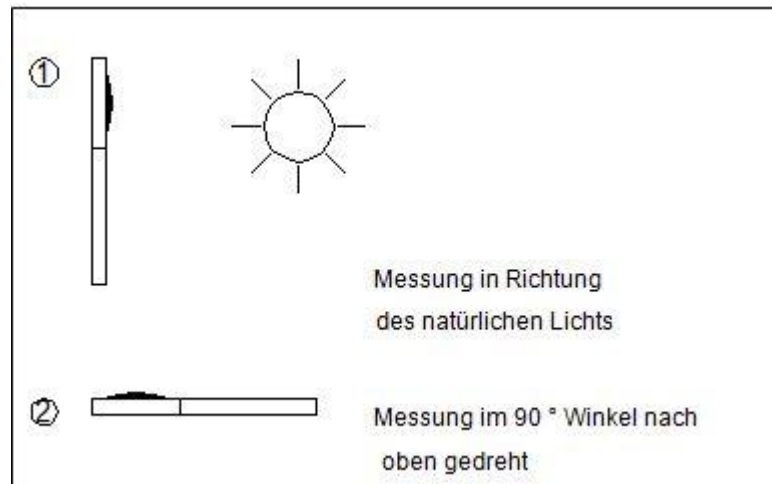 ①
Messung in Richtung
des natürlichen Lichts
②
Messung im 90 ° Winkel nach
oben gedreht